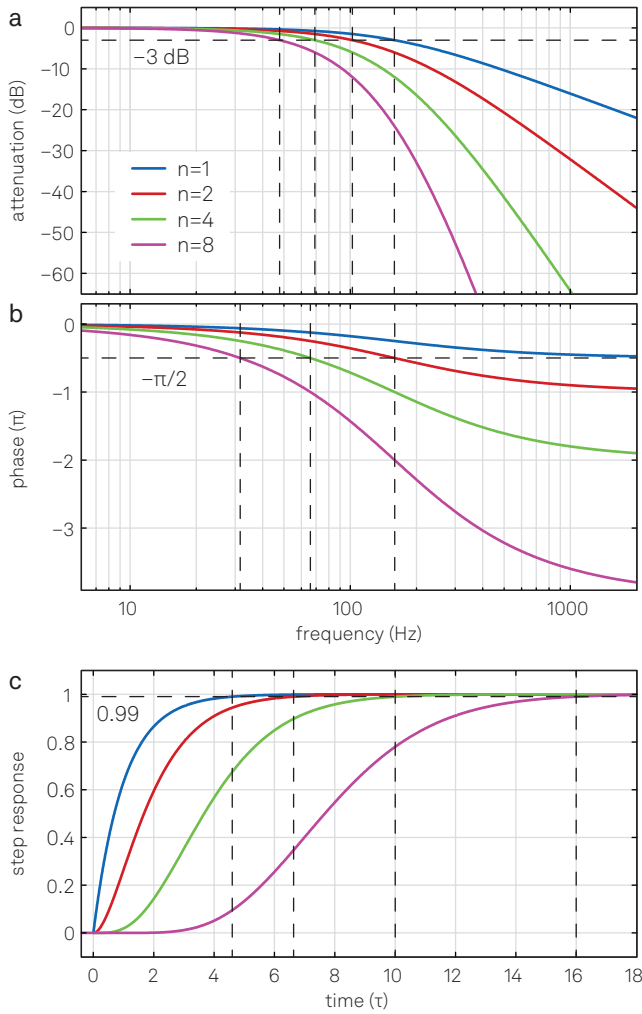 a
0
−10
−20
−30
−40
−50
−60
attenuation (dB)
−3 dB
n=1
n=2
n=4
n=8
b
0
−1
−2
−3
phase (π)
−π/2
10 100 1000
frequency (Hz)
c
1
0.8
0.6
0.4
0.2
0
step response
0.99
0 2 4 6 8 10 12 14 16 18
time (τ)